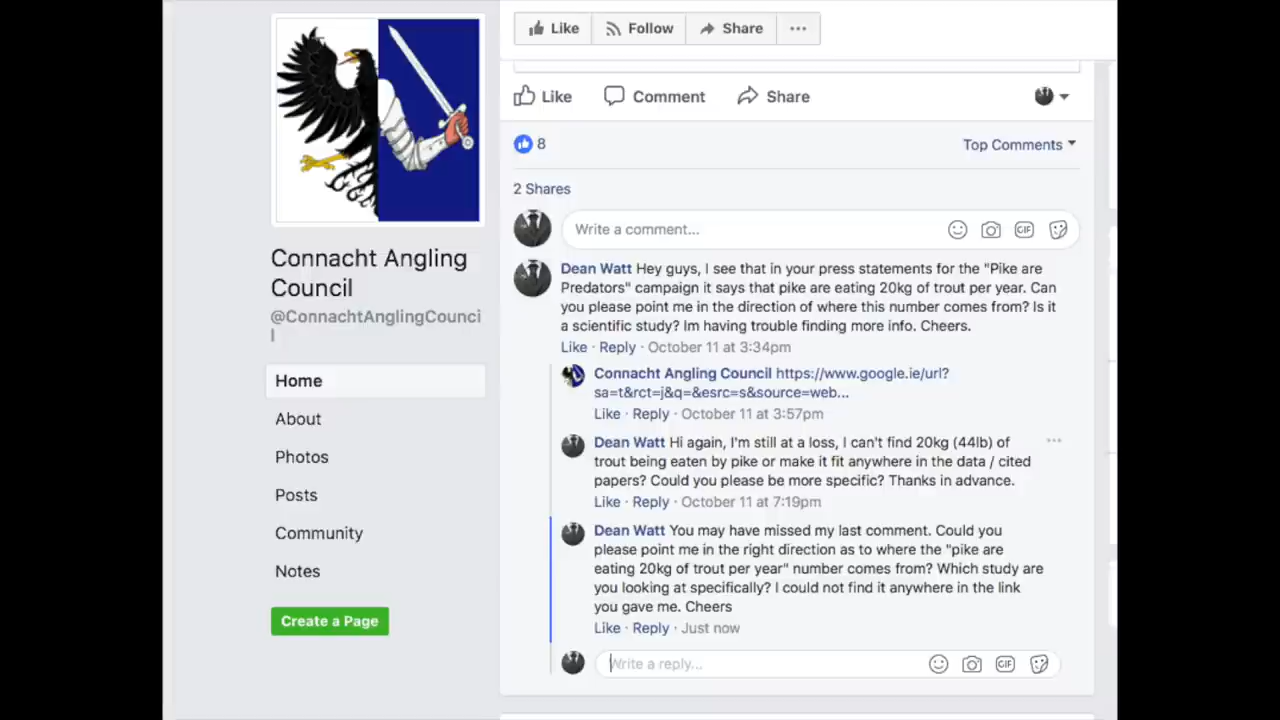 Like Follow Share ...
Like Comment Share
8
Top Comments
2 Shares
Write a comment...
GIF
Connacht Angling
Council
@ConnachtAnglingCounci
l
Home
About
Photos
Posts
Community
Notes
Create a Page
Dean Watt Hey guys, I see that in your press statements for the "Pike are
Predators" campaign it says that pike are eating 20kg of trout per year. Can
you please point me in the direction of where this number comes from? Is it
a scientific study? Im having trouble finding more info. Cheers.
Like · Reply · October 11 at 3:34pm
Connacht Angling Council https://www.google.ie/url?
sa=t&rct=j&q=&esrc=s&source=web...
Like · Reply · October 11 at 3:57pm
Dean Watt Hi again, I'm still at a loss, I can't find 20kg (44lb) of
trout being eaten by pike or make it fit anywhere in the data / cited
papers? Could you please be more specific? Thanks in advance.
Like · Reply · October 11 at 7:19pm
Dean Watt You may have missed my last comment. Could you
please point me in the right direction as to where the "pike are
eating 20kg of trout per year" number comes from? Which study are
you looking at specifically? I could not find it anywhere in the link
you gave me. Cheers
Like · Reply · Just now
Write a reply...
GIF